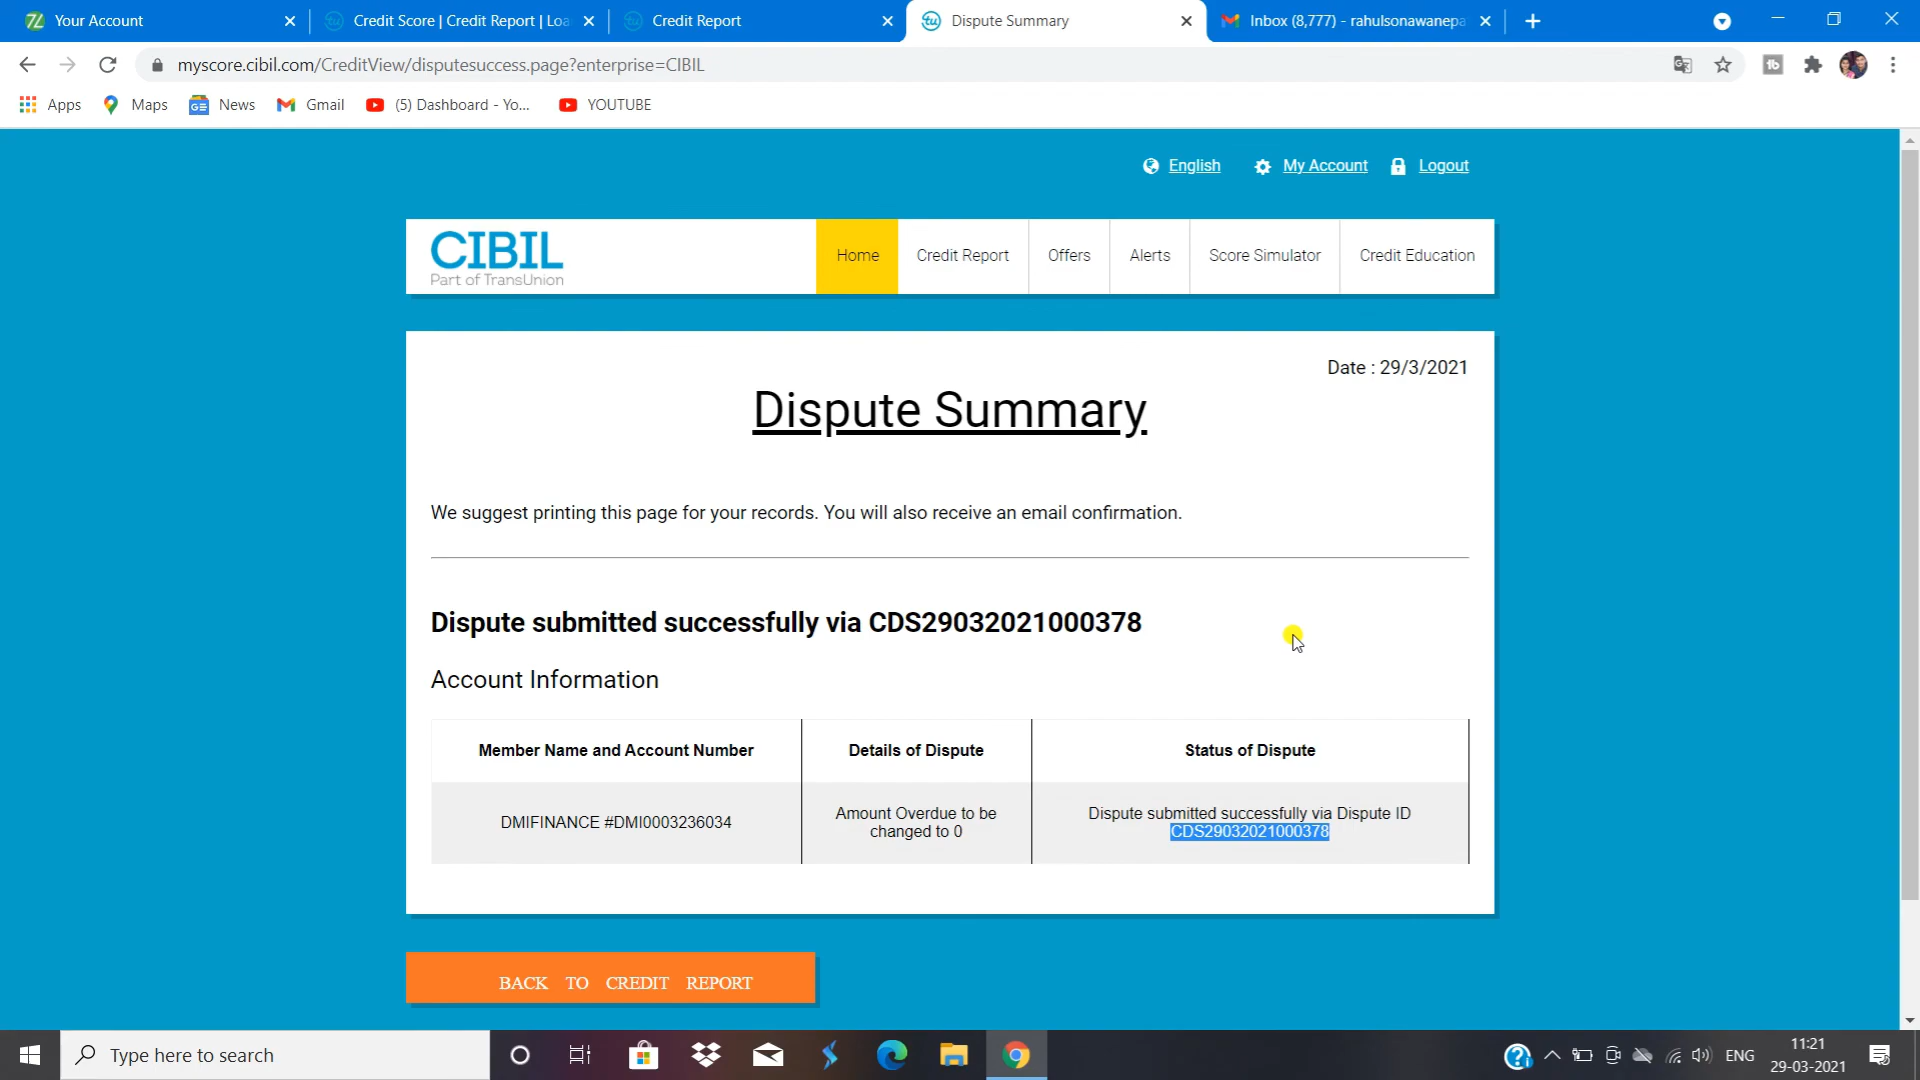 Your Account
Credit Score | Credit Report | Loa
Credit Report
Dispute Summary
Inbox (8,777) - rahulsonawanepa
myscore.cibil.com/CreditView/disputesuccess.page?enterprise=CIBIL
Apps
Maps
News
Gmail
(5) Dashboard - Yo...
YOUTUBE
English
My Account
Logout
CIBIL
Part of TransUnion
Home
Credit Report
Offers
Alerts
Score Simulator
Credit Education
Date : 29/3/2021
Dispute Summary
We suggest printing this page for your records. You will also receive an email confirmation.
Dispute submitted successfully via CDS29032021000378
Account Information
Member Name and Account Number
Details of Dispute
Status of Dispute
DMIFINANCE #DMI0003236034
Amount Overdue to be
changed to 0
Dispute submitted successfully via Dispute ID
CDS29032021000378
BACK TO CREDIT REPORT
Type here to search
ENG
11:21
29-03-2021